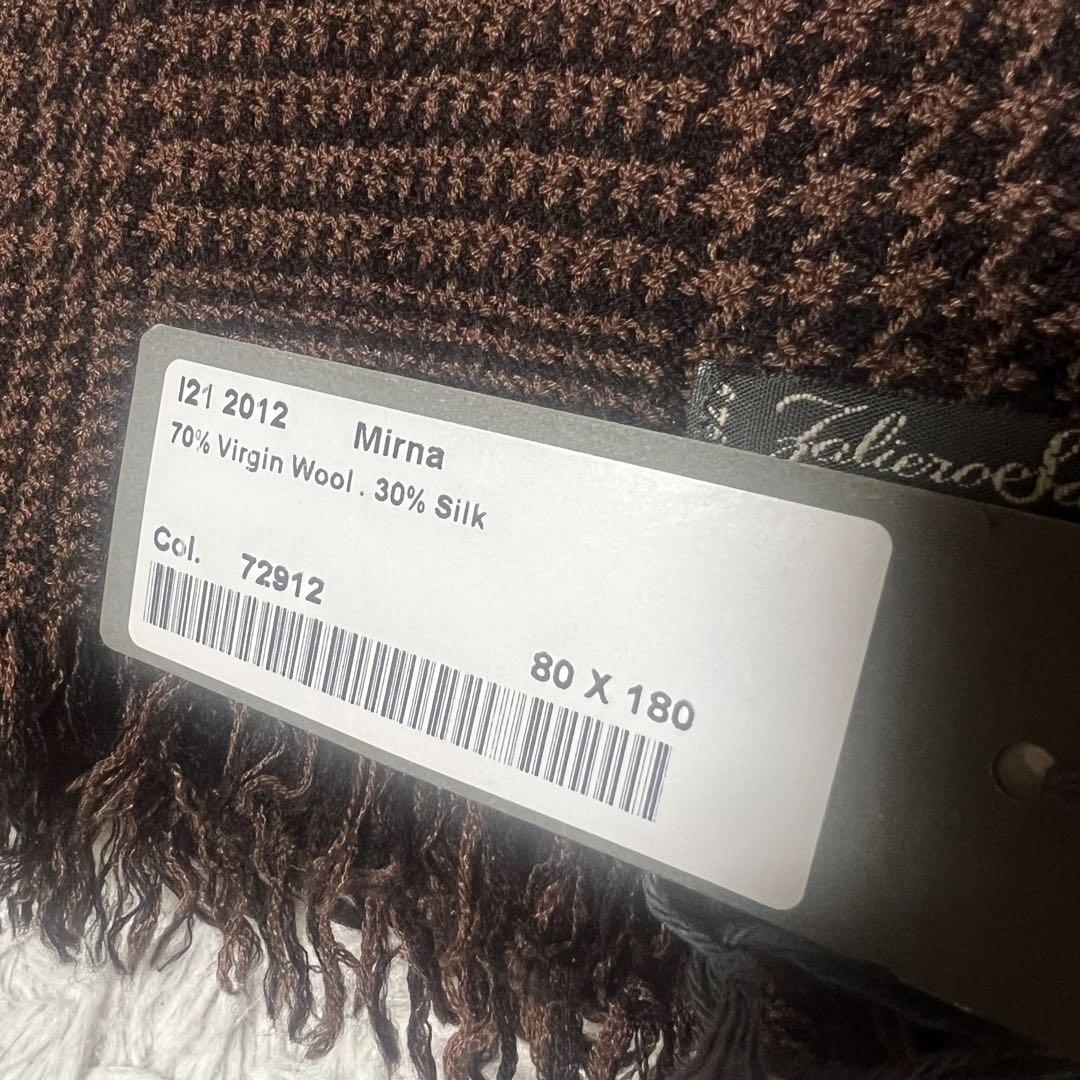 I21 2012 Mirna
70% Virgin Wool . 30% Silk
Col. 72912
80 X 180